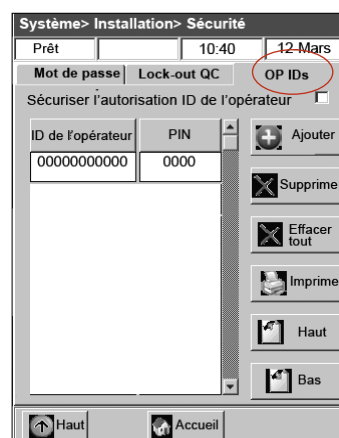 Système> Installation> Sécurité
Prêt 10:40 12 Mars
Mot de passe Lock-out QC OP IDs
Sécuriser l'autorisation ID de l'opérateur
ID de l'opérateur PIN
00000000000 0000
Ajouter
Supprime
Effacer
tout
Imprime
Haut
Bas
Haut Accueil